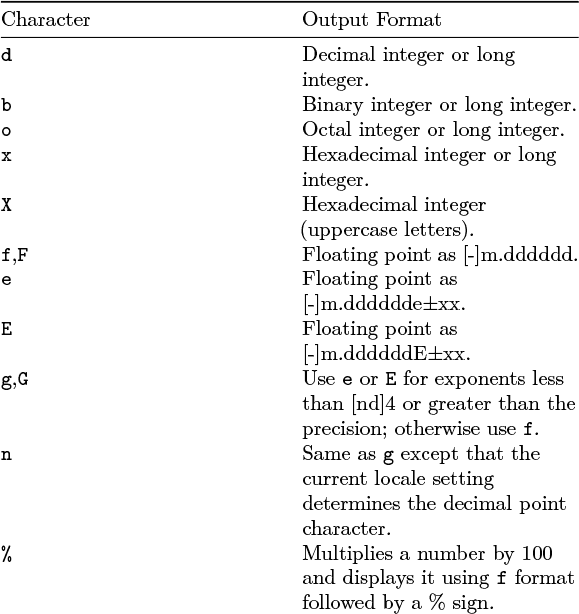 Character Output Format
d Decimal integer or long
integer.
b Binary integer or long integer.
o Octal integer or long integer.
x Hexadecimal integer or long
integer.
X Hexadecimal integer
(uppercase letters).
f,F Floating point as [-]m.dddddd.
e Floating point as
[-]m.dddddde±xx.
E Floating point as
[-]m.ddddddE±xx.
g,G Use e or E for exponents less
than [nd]4 or greater than the
precision; otherwise use f.
n Same as g except that the
current locale setting
determines the decimal point
character.
% Multiplies a number by 100
and displays it using f format
followed by a % sign.